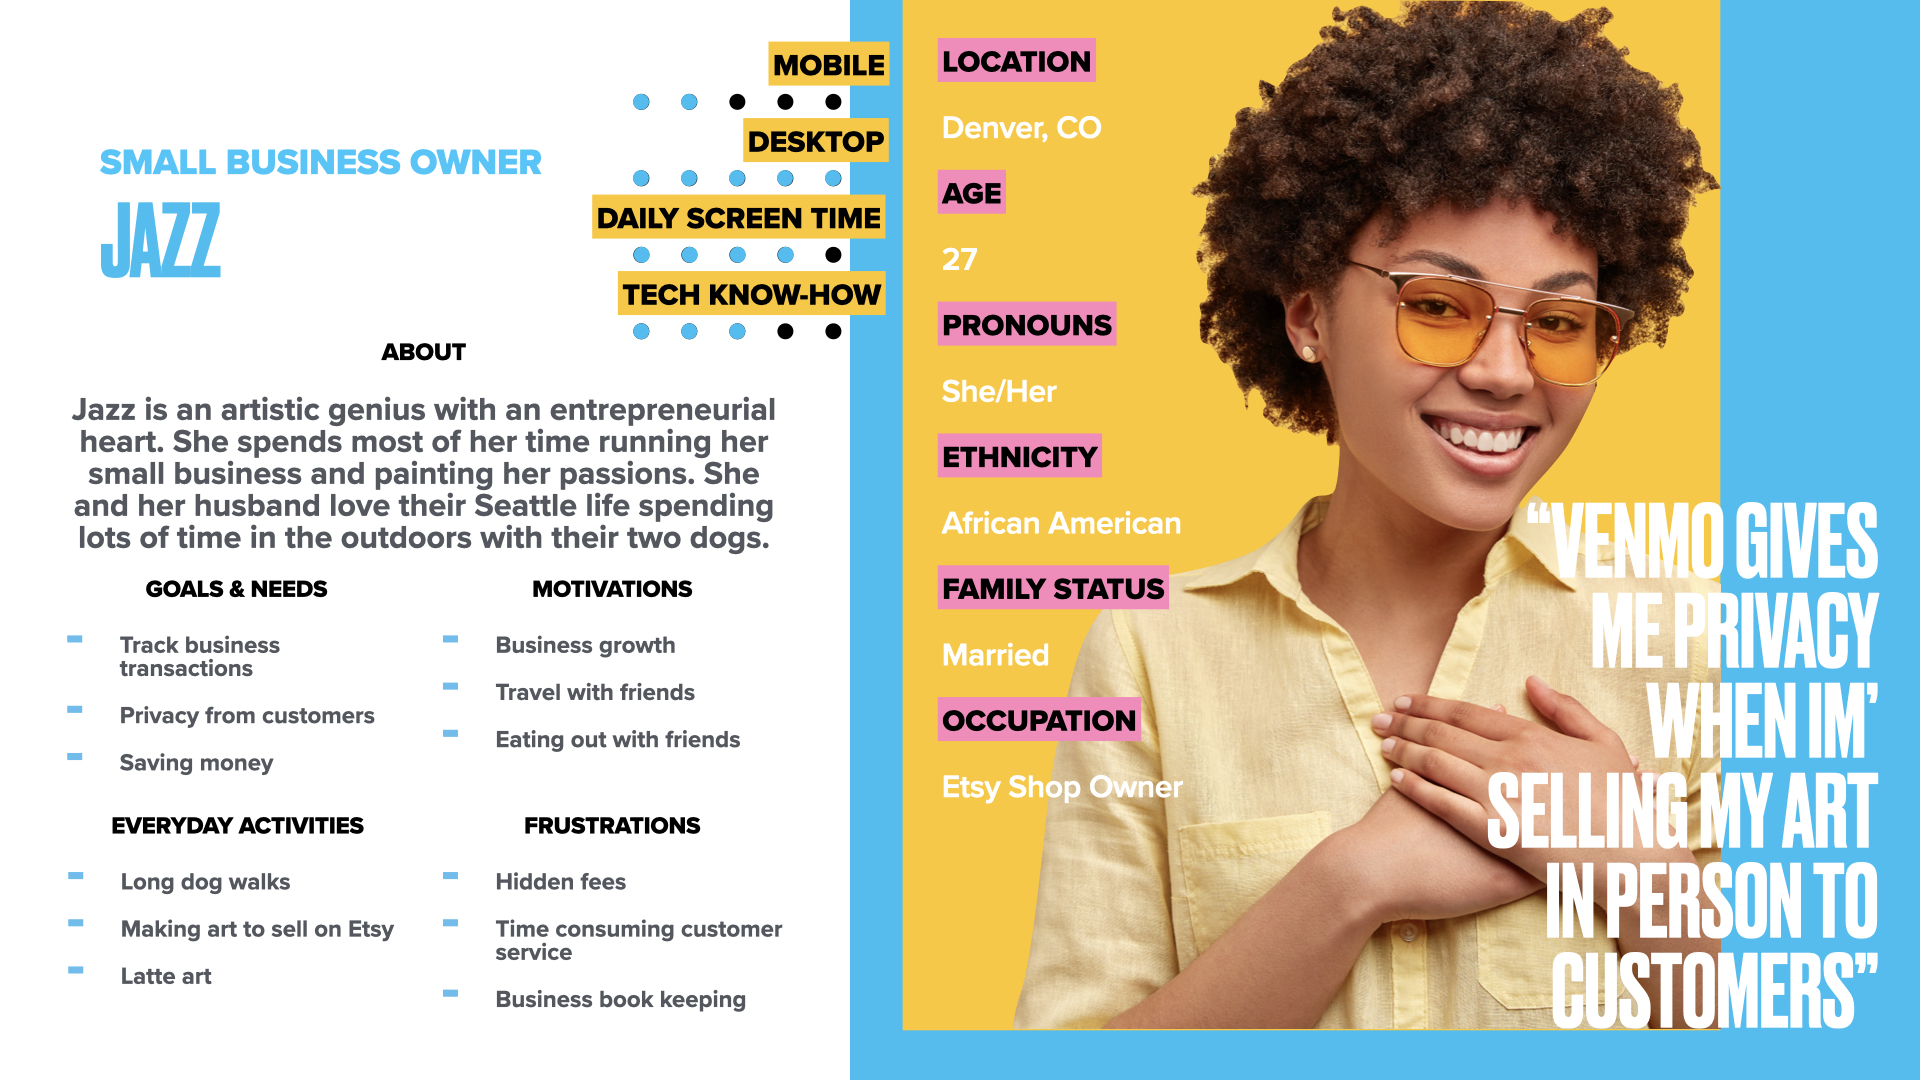 SMALL BUSINESS OWNER
JAZZ
MOBILE
DESKTOP
DAILY SCREEN TIME
TECH KNOW-HOW
ABOUT
Jazz is an artistic genius with an entrepreneurial
heart. She spends most of her time running her
small business and painting her passions. She
and her husband love their Seattle life spending
lots of time in the outdoors with their two dogs.
GOALS & NEEDS
Track business
transactions
Privacy from customers
Saving money
MOTIVATIONS
Business growth
Travel with friends
Eating out with friends
EVERYDAY ACTIVITIES
Long dog walks
Making art to sell on Etsy
Latte art
FRUSTRATIONS
Hidden fees
Time consuming customer
service
Business book keeping
LOCATION
Denver, CO
AGE
27
PRONOUNS
She/Her
ETHNICITY
African American
FAMILY STATUS
Married
OCCUPATION
Etsy Shop Owner
“VENMO GIVES
ME PRIVACY
WHEN IM’
SELLING MY ART
IN PERSON TO
CUSTOMERS”